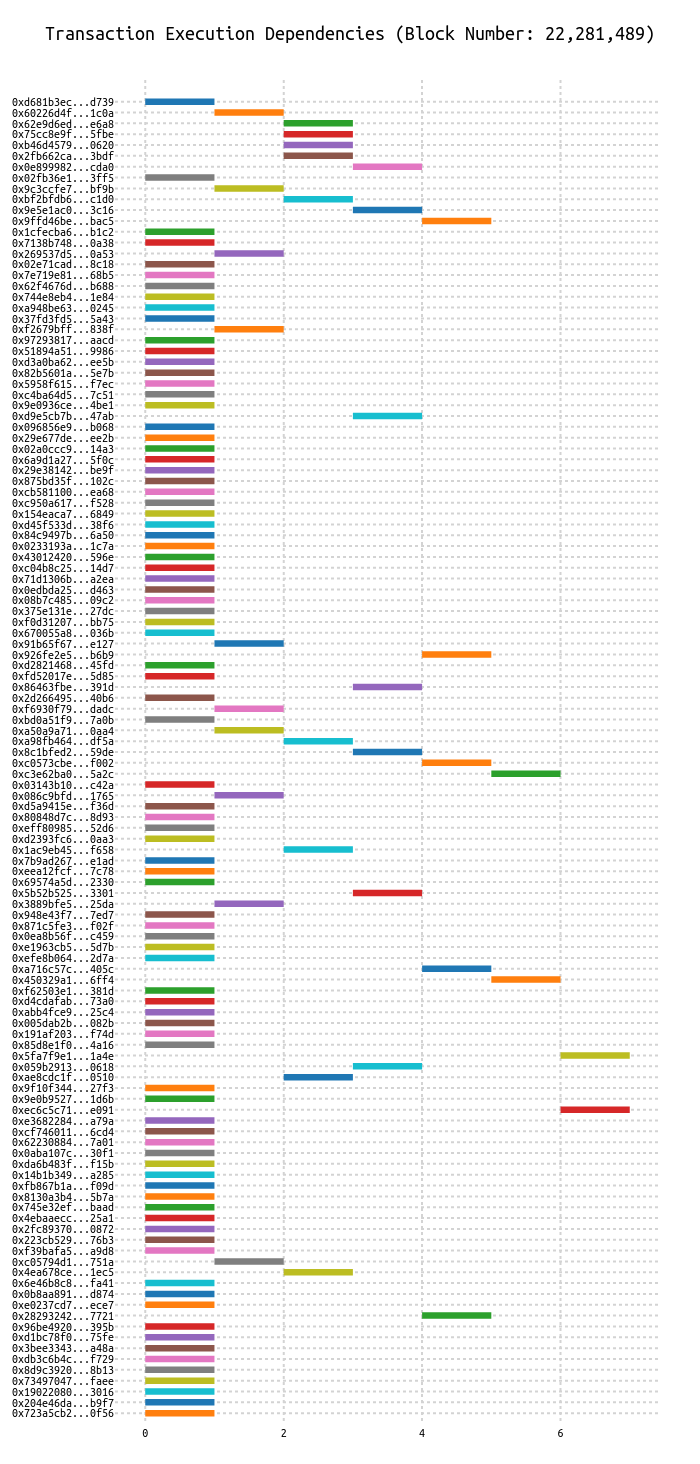 Transaction Execution Dependencies (Block Number: 22,281,489)
0xd681b3ec...d739
0x60226d4f...1c0a
0x62e9d6ed...e6a8
0x75cc8e9f...5fbe
0xb46d4579...0620
0x2fb662ca...3bdf
0x0e899982...cda0
0x02fb36e1...3ff5
0x9c3ccfe7...bf9b
0xbf2bfdb6...c1d0
0x9e5e1ac0...3c16
0x9ffd46be...bac5
0x1cfecba6...b1c2
0x7138b748...0a38
0x269537d5...0a53
0x02e71cad...8c18
0x7e719e81...68b5
0x62f4676d...b688
0x744e8eb4...1e84
0xa948be63...0245
0x37fd3fd5...5a43
0xf2679bff...838f
0x97293817...aacd
0x51894a51...9986
0xd3a0ba62...ee5b
0x82b5601a...5e7b
0x5958f615...f7ec
0xc4ba64d5...7c51
0x9e0936ce...4be1
0xd9e5cb7b...47ab
0x096856e9...b068
0x29e677de...ee2b
0x02a0ccc9...14a3
0x6a9d1a27...5f0c
0x29e38142...be9f
0x875bd35f...102c
0xcb581100...ea68
0xc950a617...f528
0x154eaca7...6849
0xd45f533d...38f6
0x84c9497b...6a50
0x0233193a...1c7a
0x43012420...596e
0xc04b8c25...14d7
0x71d1306b...a2ea
0x0edbda25...d463
0x08b7c485...09c2
0x375e131e...27dc
0xf0d31207...bb75
0x670055a8...036b
0x91b65f67...e127
0x926fe2e5...b6b9
0xd2821468...45fd
0xfd52017e...5d85
0x86463fbe...391d
0x2d266495...40b6
0xf6930f79...dadc
0xbd0a51f9...7a0b
0xa50a9a71...0aa4
0xa98fb464...df5a
0x8c1bfed2...59de
0xc0573cbe...f002
0xc3e62ba0...5a2c
0x03143b10...c42a
0x086c9bfd...1765
0xd5a9415e...f36d
0x80848d7c...8d93
0xeff80985...52d6
0xd2393fc6...0aa3
0x1ac9eb45...f658
0x7b9ad267...e1ad
0xeea12fcf...7c78
0x69574a5d...2330
0x5b52b525...3301
0x3889bfe5...25da
0x948e43f7...7ed7
0x871c5fe3...f02f
0x0ea8b56f...c459
0xe1963cb5...5d7b
0xefe8b064...2d7a
0xa716c57c...405c
0x450329a1...6ff4
0xf62503e1...381d
0xd4cdafab...73a0
0xabb4fce9...25c4
0x005dab2b...082b
0x191af203...f74d
0x85d8e1f0...4a16
0x5fa7f9e1...1a4e
0x059b2913...0618
0xae8cdc1f...0510
0x9f10f344...27f3
0x9e0b9527...1d6b
0xec6c5c71...e091
0xe3682284...a79a
0xcf746011...6cd4
0x62230884...7a01
0x0aba107c...30f1
0xda6b483f...f15b
0x14b1b349...a285
0xfb867b1a...f09d
0x8130a3b4...5b7a
0x745e32ef...baad
0x4ebaaecc...25a1
0x2fc89370...0872
0x223cb529...76b3
0xf39bafa5...a9d8
0xc05794d1...751a
0x4ea678ce...1ec5
0x6e46b8c8...fa41
0x0b8aa891...d874
0xe0237cd7...ece7
0x28293242...7721
0x96be4920...395b
0xd1bc78f0...75fe
0x3bee3343...a48a
0xdb3c6b4c...f729
0x8d9c3920...8b13
0x73497047...faee
0x19022080...3016
0x204e46da...b9f7
0x723a5cb2...0f56
0 2 4 6